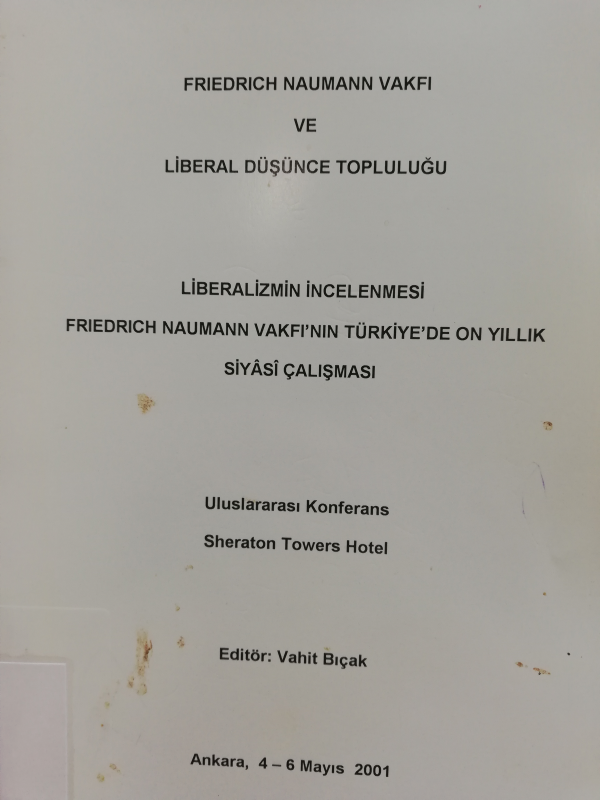 FRIEDRICH NAUMANN VAKFI
VE
LİBERAL DÜŞÜNCE TOPLULUĞU
LİBERALİZMİN İNCELENMESİ
FRIEDRICH NAUMANN VAKFI'NIN TÜRKİYE'DE ON YILLIK
SİYÂSÎ ÇALIŞMASI
Uluslararası Konferans
Sheraton Towers Hotel
Editör: Vahit Bıçak
Ankara, 4 – 6 Mayıs 2001